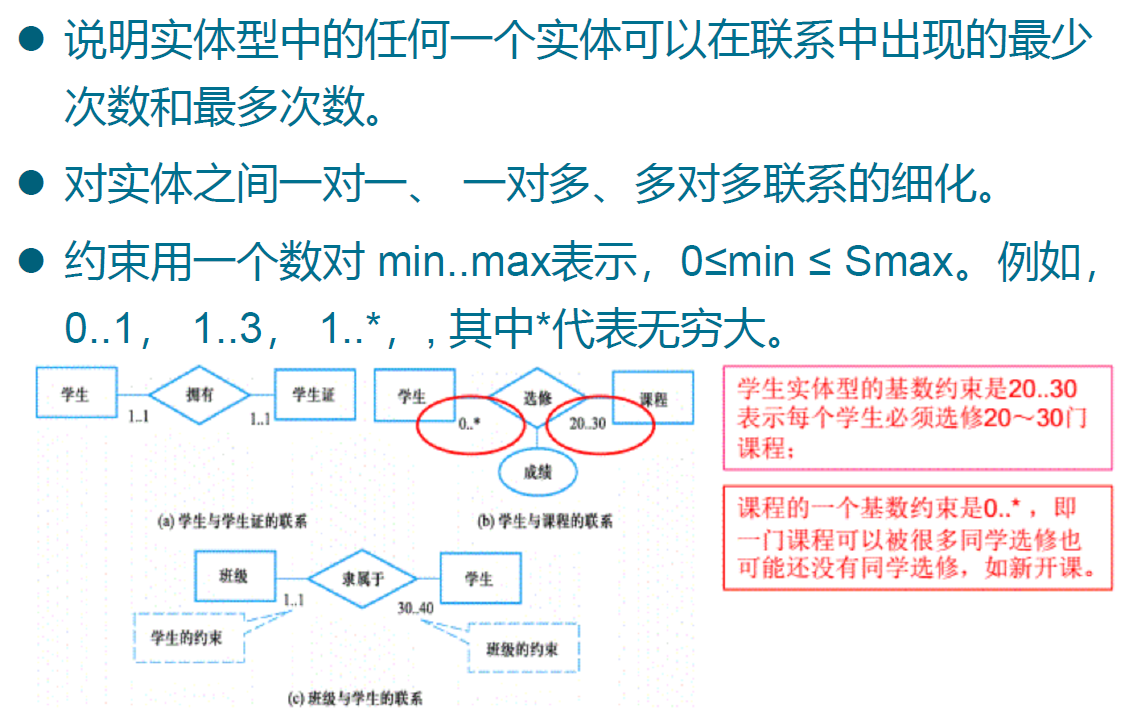 ● 说明实体型中的任何一个实体可以在联系中出现的最少
次数和最多次数。
● 对实体之间一对一、 一对多、多对多联系的细化。
● 约束用一个数对 min..max表示，0≤min ≤ Smax。例如，
0..1， 1..3， 1..*，, 其中*代表无穷大。
学生 拥有 学生证
1..1 1..1
学生 选修 课程
0..* 20..30
成绩
(a) 学生与学生证的联系
(b) 学生与课程的联系
班级 隶属于 学生
1..1 30..40
学生的约束
班级的约束
(c) 班级与学生的联系
学生实体型的基数约束是20..30
表示每个学生必须选修20～30门
课程；
课程的一个基数约束是0..* ，即
一门课程可以被很多同学选修也
可能还没有同学选修，如新开课。